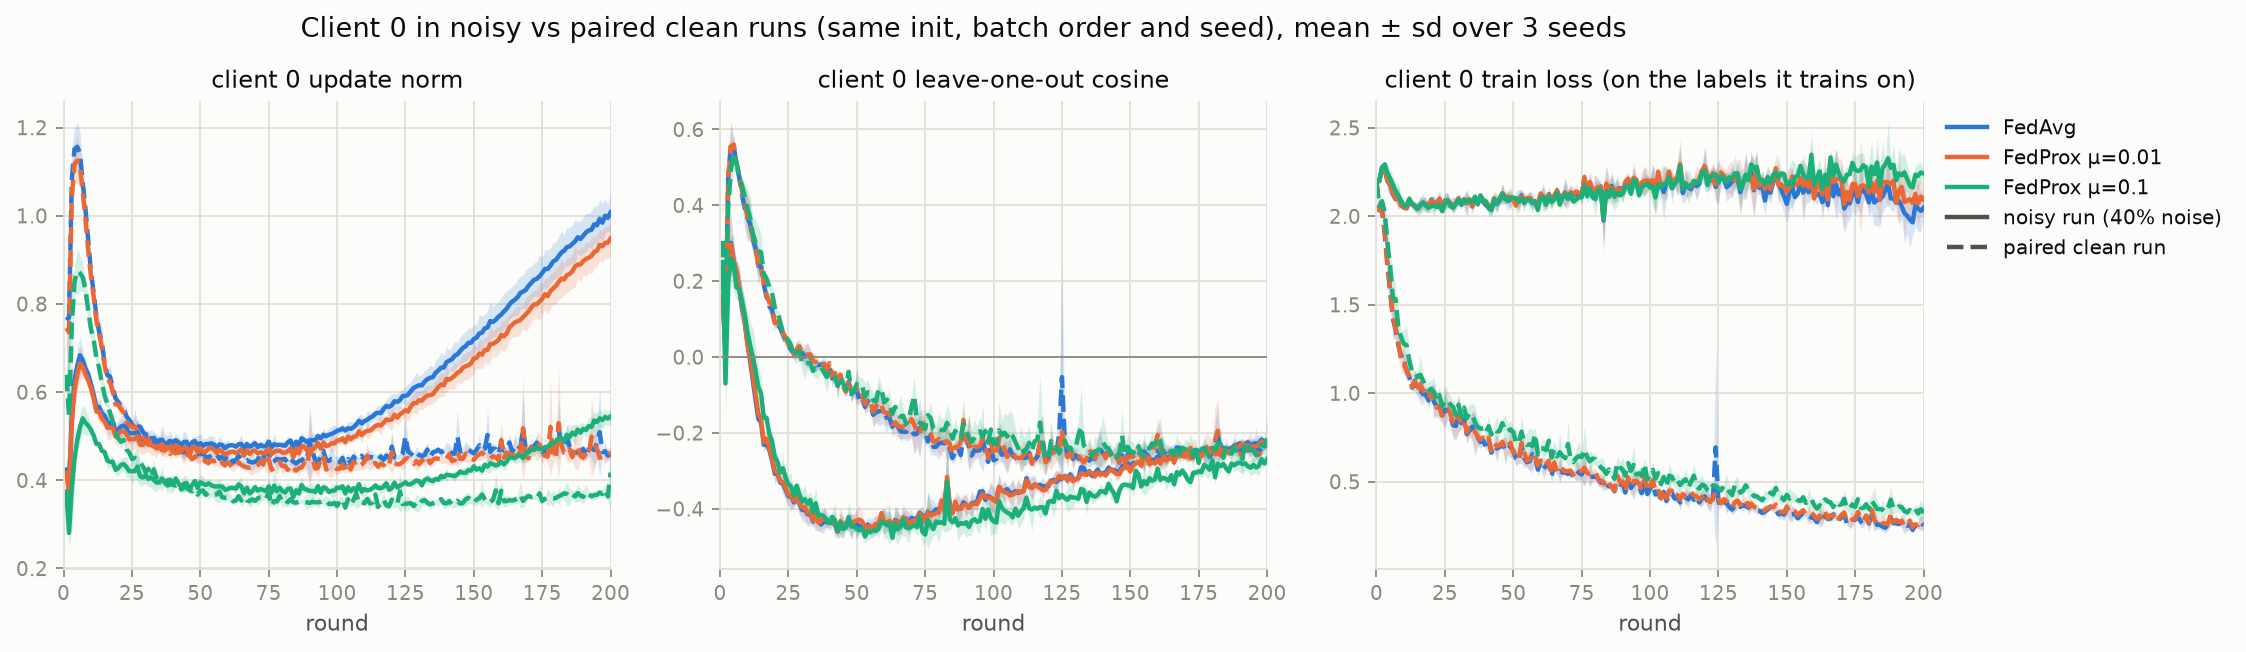 Client 0 in noisy vs paired clean runs (same init, batch order and seed), mean ± sd over 3 seeds
client 0 update norm
1.2
1.0
0.8
0.6
0.4
0.2
0 25 50 75 100 125 150 175 200
round
client 0 leave-one-out cosine
0.6
0.4
0.2
0.0
−0.2
−0.4
0 25 50 75 100 125 150 175 200
round
client 0 train loss (on the labels it trains on)
2.5
2.0
1.5
1.0
0.5
0 25 50 75 100 125 150 175 200
round
FedAvg
FedProx μ=0.01
FedProx μ=0.1
noisy run (40% noise)
paired clean run